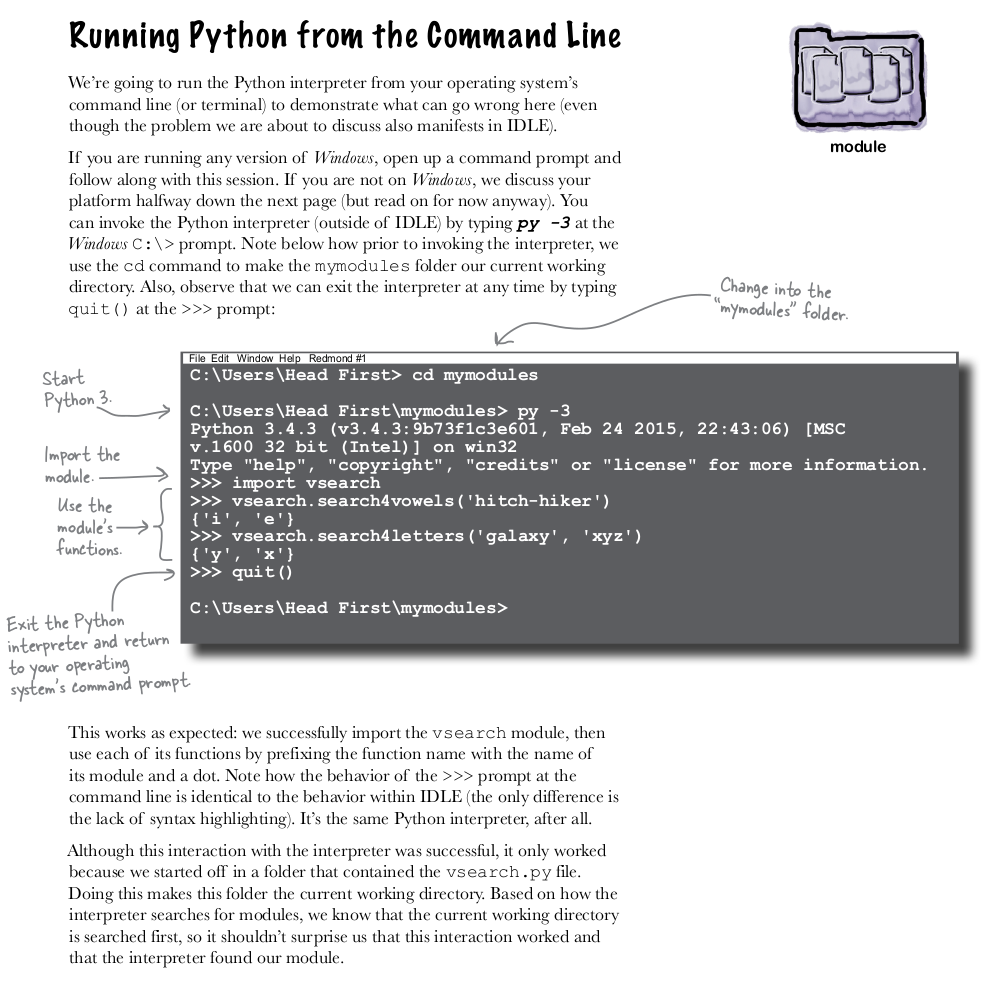 Running Python from the Command Line
module
We're going to run the Python interpreter from your operating system's
command line (or terminal) to demonstrate what can go wrong here (even
though the problem we are about to discuss also manifests in IDLE).
If you are running any version of Windows, open up a command prompt and
follow along with this session. If you are not on Windows, we discuss your
platform halfway down the next page (but read on for now anyway). You
can invoke the Python interpreter (outside of IDLE) by typing py -3 at the
Windows C:\> prompt. Note below how prior to invoking the interpreter, we
use the cd command to make the mymodules folder our current working
directory. Also, observe that we can exit the interpreter at any time by typing
quit() at the >>> prompt:
Change into the
"mymodules" folder.
File Edit Window Help Redmond #1
C:\Users\Head First> cd mymodules
Start
Python 3.
C:\Users\Head First\mymodules> py -3
Python 3.4.3 (v3.4.3:9b73f1c3e601, Feb 24 2015, 22:43:06) [MSC
v.1600 32 bit (Intel)] on win32
Type "help", "copyright", "credits" or "license" for more information.
Import the
module.
>>> import vsearch
Use the
module's
functions.
>>> vsearch.search4vowels('hitch-hiker')
{'i', 'e'}
>>> vsearch.search4letters('galaxy', 'xyz')
{'y', 'x'}
>>> quit()
C:\Users\Head First\mymodules>
Exit the Python
interpreter and return
to your operating
system's command prompt
This works as expected: we successfully import the vsearch module, then
use each of its functions by prefixing the function name with the name of
its module and a dot. Note how the behavior of the >>> prompt at the
command line is identical to the behavior within IDLE (the only difference is
the lack of syntax highlighting). It's the same Python interpreter, after all.
Although this interaction with the interpreter was successful, it only worked
because we started off in a folder that contained the vsearch.py file.
Doing this makes this folder the current working directory. Based on how the
interpreter searches for modules, we know that the current working directory
is searched first, so it shouldn't surprise us that this interaction worked and
that the interpreter found our module.